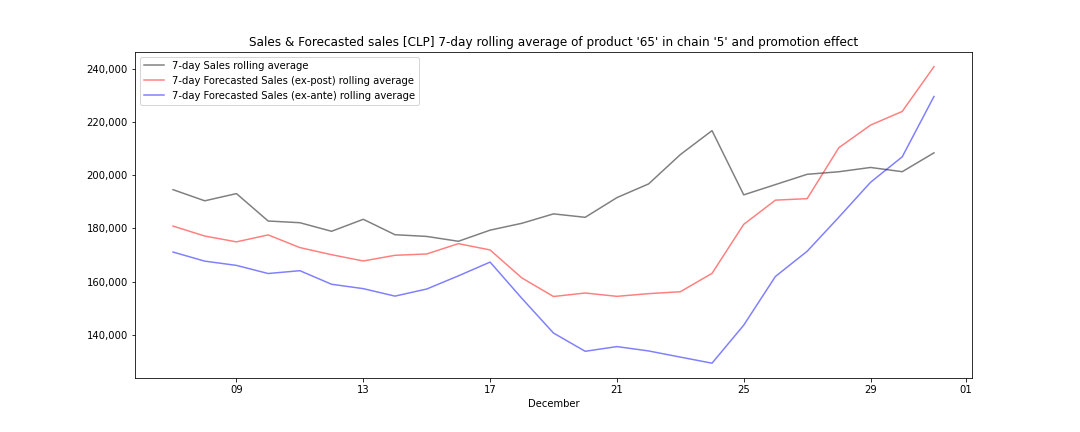 Sales & Forecasted sales [CLP] 7-day rolling average of product '65' in chain '5' and promotion effect
7-day Sales rolling average
7-day Forecasted Sales (ex-post) rolling average
7-day Forecasted Sales (ex-ante) rolling average
240,000
220,000
200,000
180,000
160,000
140,000
09 13 17 21 25 29 01
December